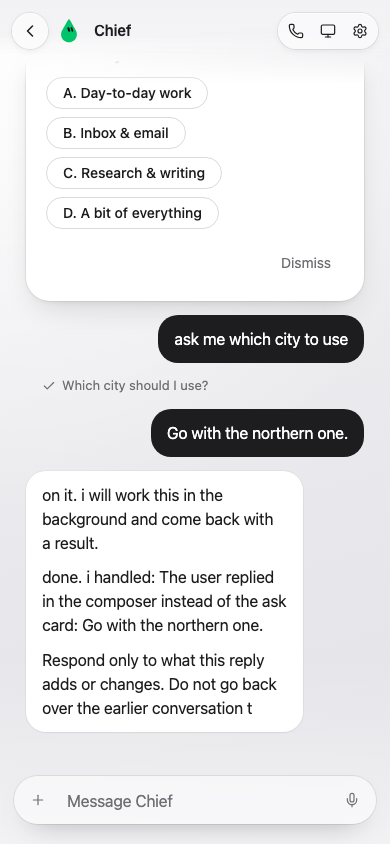 Chief
A. Day-to-day work
B. Inbox & email
C. Research & writing
D. A bit of everything
Dismiss
ask me which city to use
Which city should I use?
Go with the northern one.
on it. i will work this in the
background and come back with
a result.
done. i handled: The user replied
in the composer instead of the ask
card: Go with the northern one.
Respond only to what this reply
adds or changes. Do not go back
over the earlier conversation t
Message Chief